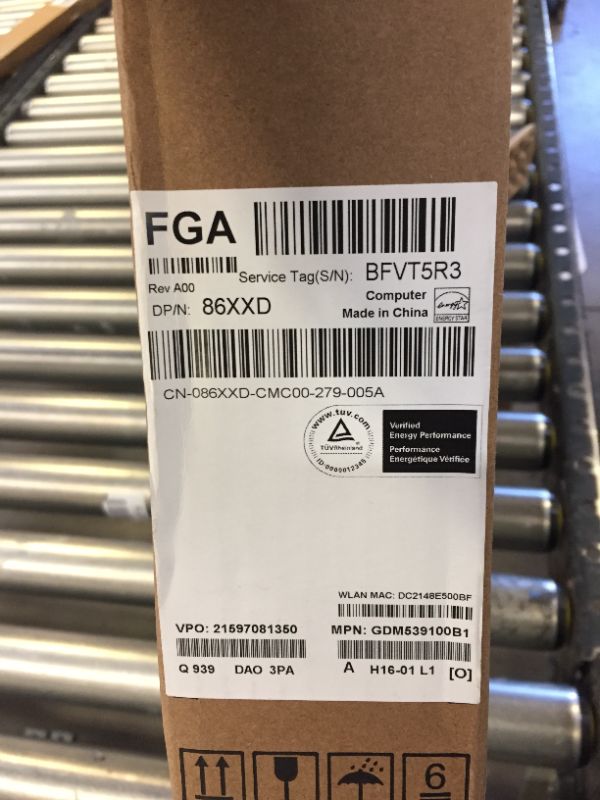 FGA
Rev A00
Service Tag(S/N): BFVT5R3
DP/N: 86XXD
Computer
Made in China
ENERGY STAR
CN-086XXD-CMC00-279-005A
www.tuv.com
TÜVRheinland
ID 0000012345
Verified
Energy Performance
Performance
Énergétique Vérifiée
WLAN MAC: DC2148E500BF
VPO: 21597081350
MPN: GDM539100B1
Q 939 DAO 3PA
A H16-01 L1 [O]
6